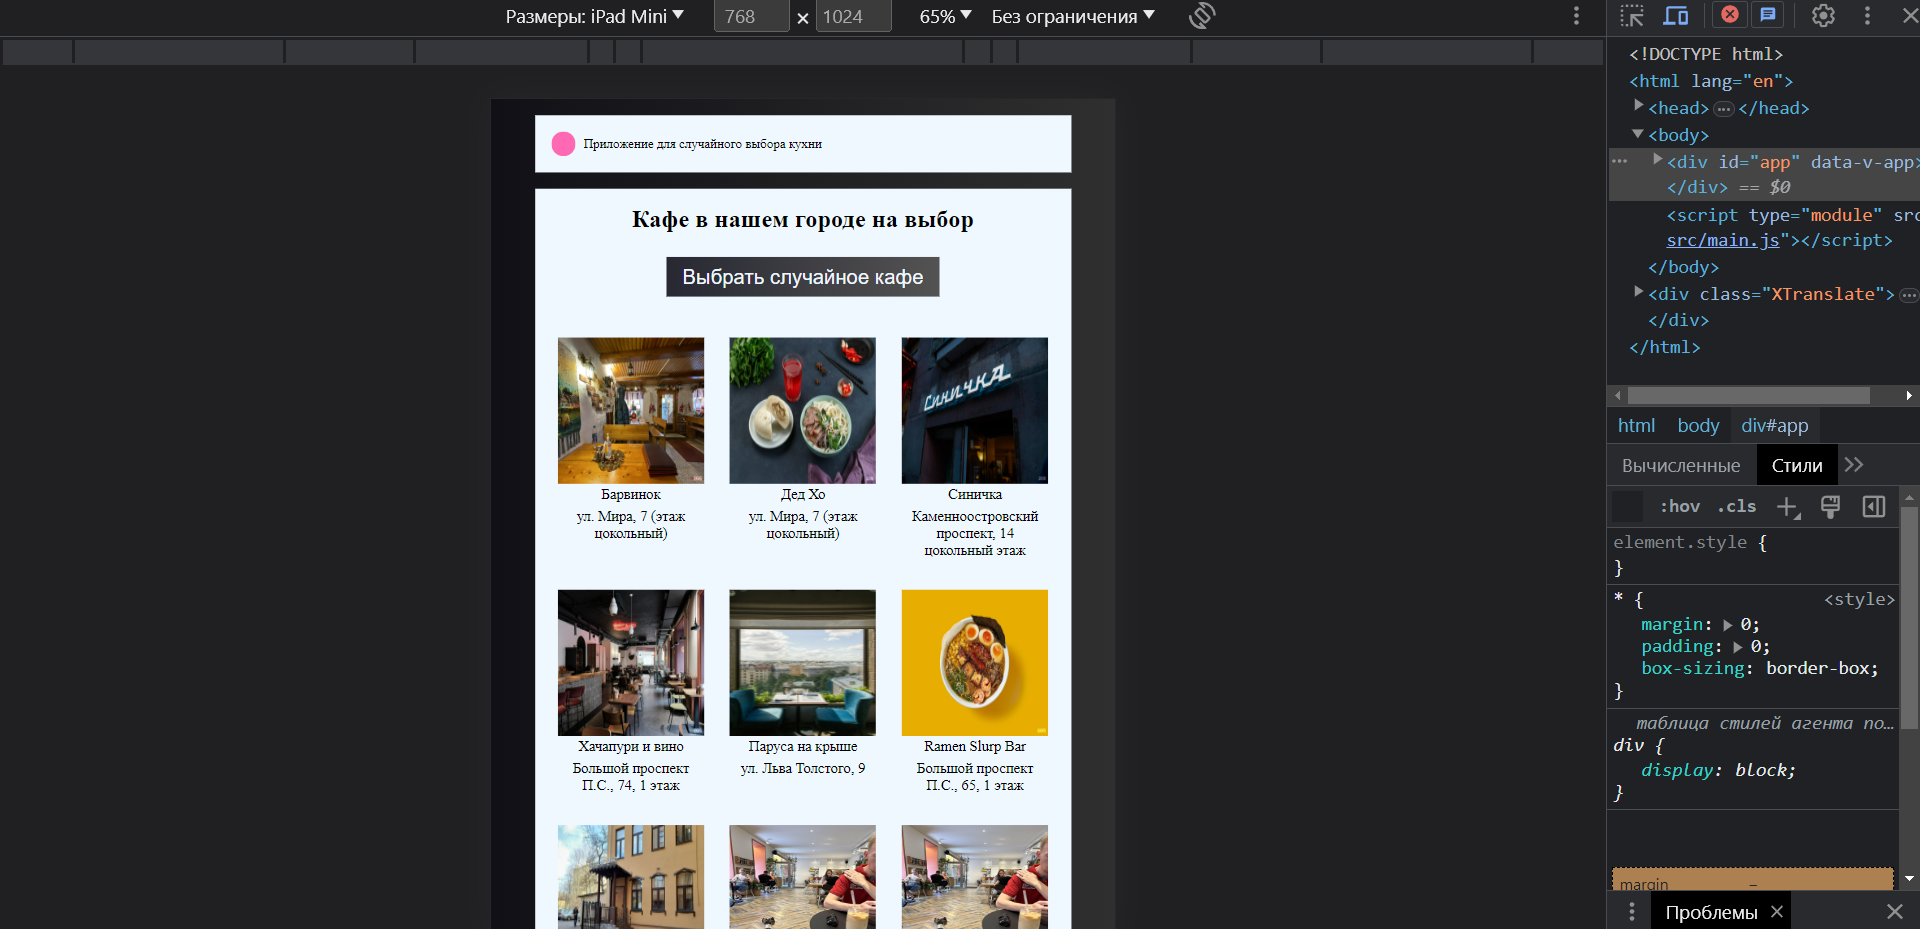 Размеры: iPad Mini ▼ 768 × 1024 65% ▼ Без ограничения ▼
Приложение для случайного выбора кухни
Кафе в нашем городе на выбор
Выбрать случайное кафе
Синичка
Барвинок
ул. Мира, 7 (этаж
цокольный)
Дед Хо
ул. Мира, 7 (этаж
цокольный)
Синичка
Каменноостровский
проспект, 14
цокольный этаж
Хачапури и вино
Большой проспект
П.С., 74, 1 этаж
Паруса на крыше
ул. Льва Толстого, 9
Ramen Slurp Bar
Большой проспект
П.С., 65, 1 этаж
<!DOCTYPE html>
<html lang="en">
<head> ••• </head>
<body>
••• <div id="app" data-v-app>
</div> == $0
<script type="module" src
src/main.js"></script>
</body>
<div class="XTranslate"> •••
</div>
</html>
html body div#app
Вычисленные Стили
:hov .cls
element.style {
}
* { <style>
margin: ▶ 0;
padding: ▶ 0;
box-sizing: border-box;
}
таблица стилей агента по…
div {
display: block;
}
margin –
Проблемы